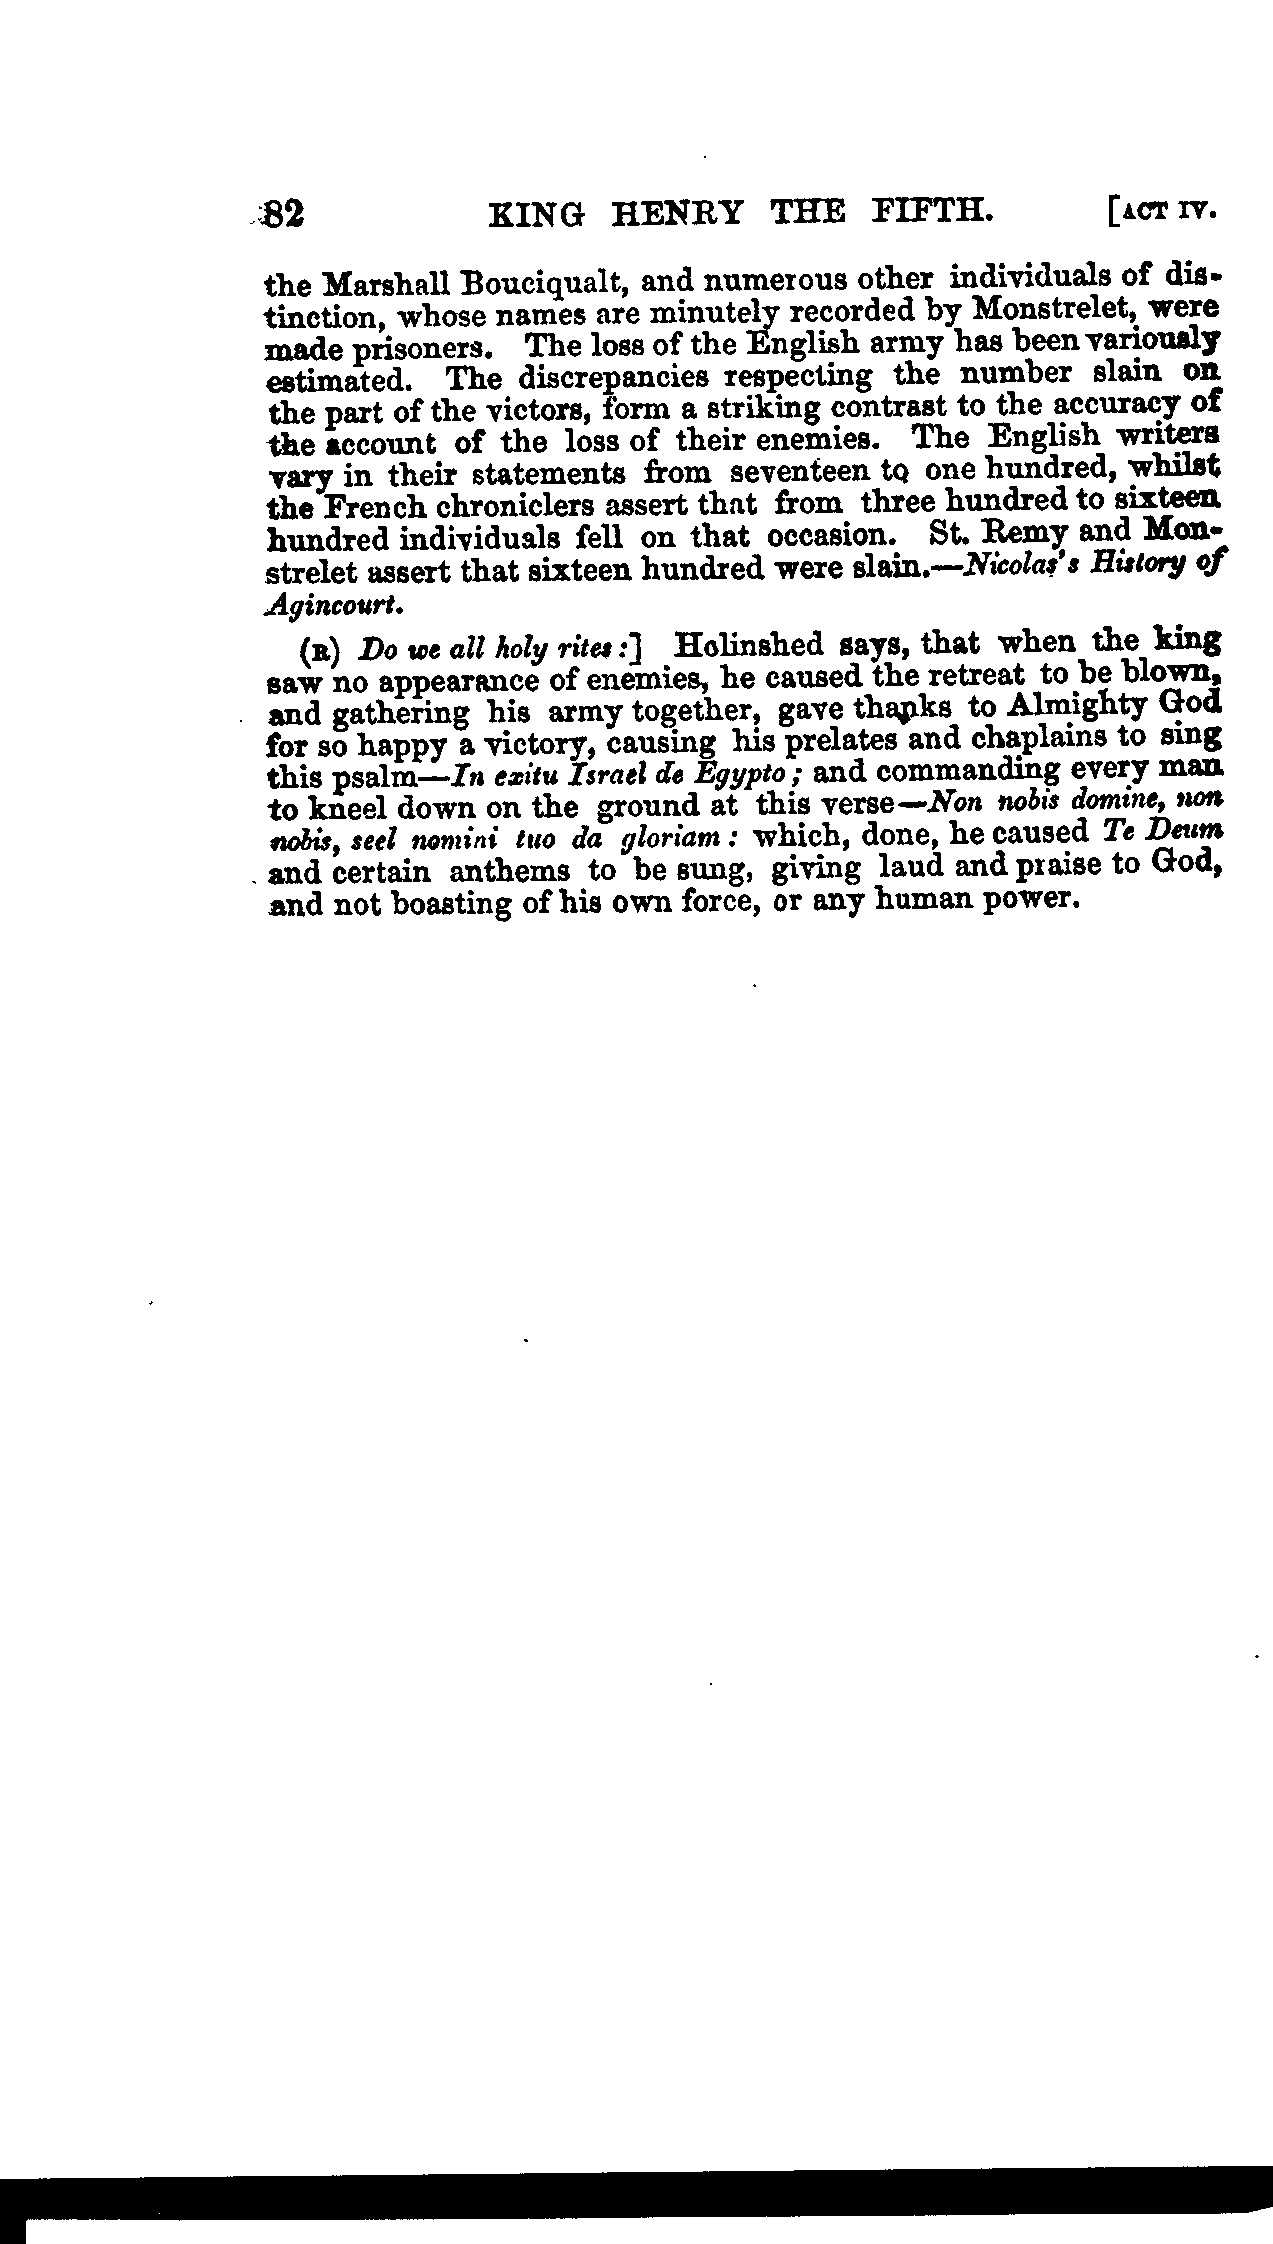 82 KING HENRY THE FIFTH. [ACT IV.
the Marshall Bouciqualt, and numerous other individuals of dis-
tinction, whose names are minutely recorded by Monstrelet, were
made prisoners. The loss of the English army has been variously
estimated. The discrepancies respecting the number slain on
the part of the victors, form a striking contrast to the accuracy of
the account of the loss of their enemies. The English writers
vary in their statements from seventeen to one hundred, whilst
the French chroniclers assert that from three hundred to sixteen
hundred individuals fell on that occasion. St. Remy and Mon-
strelet assert that sixteen hundred were slain.—Nicolas's History of
Agincourt.
(R) Do we all holy rites:] Holinshed says, that when the king
saw no appearance of enemies, he caused the retreat to be blown,
and gathering his army together, gave thanks to Almighty God
for so happy a victory, causing his prelates and chaplains to sing
this psalm—In exitu Israel de Egypto; and commanding every man
to kneel down on the ground at this verse—Non nobis domine, non
nobis, seel nomini tuo da gloriam: which, done, he caused Te Deum
and certain anthems to be sung, giving laud and praise to God,
and not boasting of his own force, or any human power.